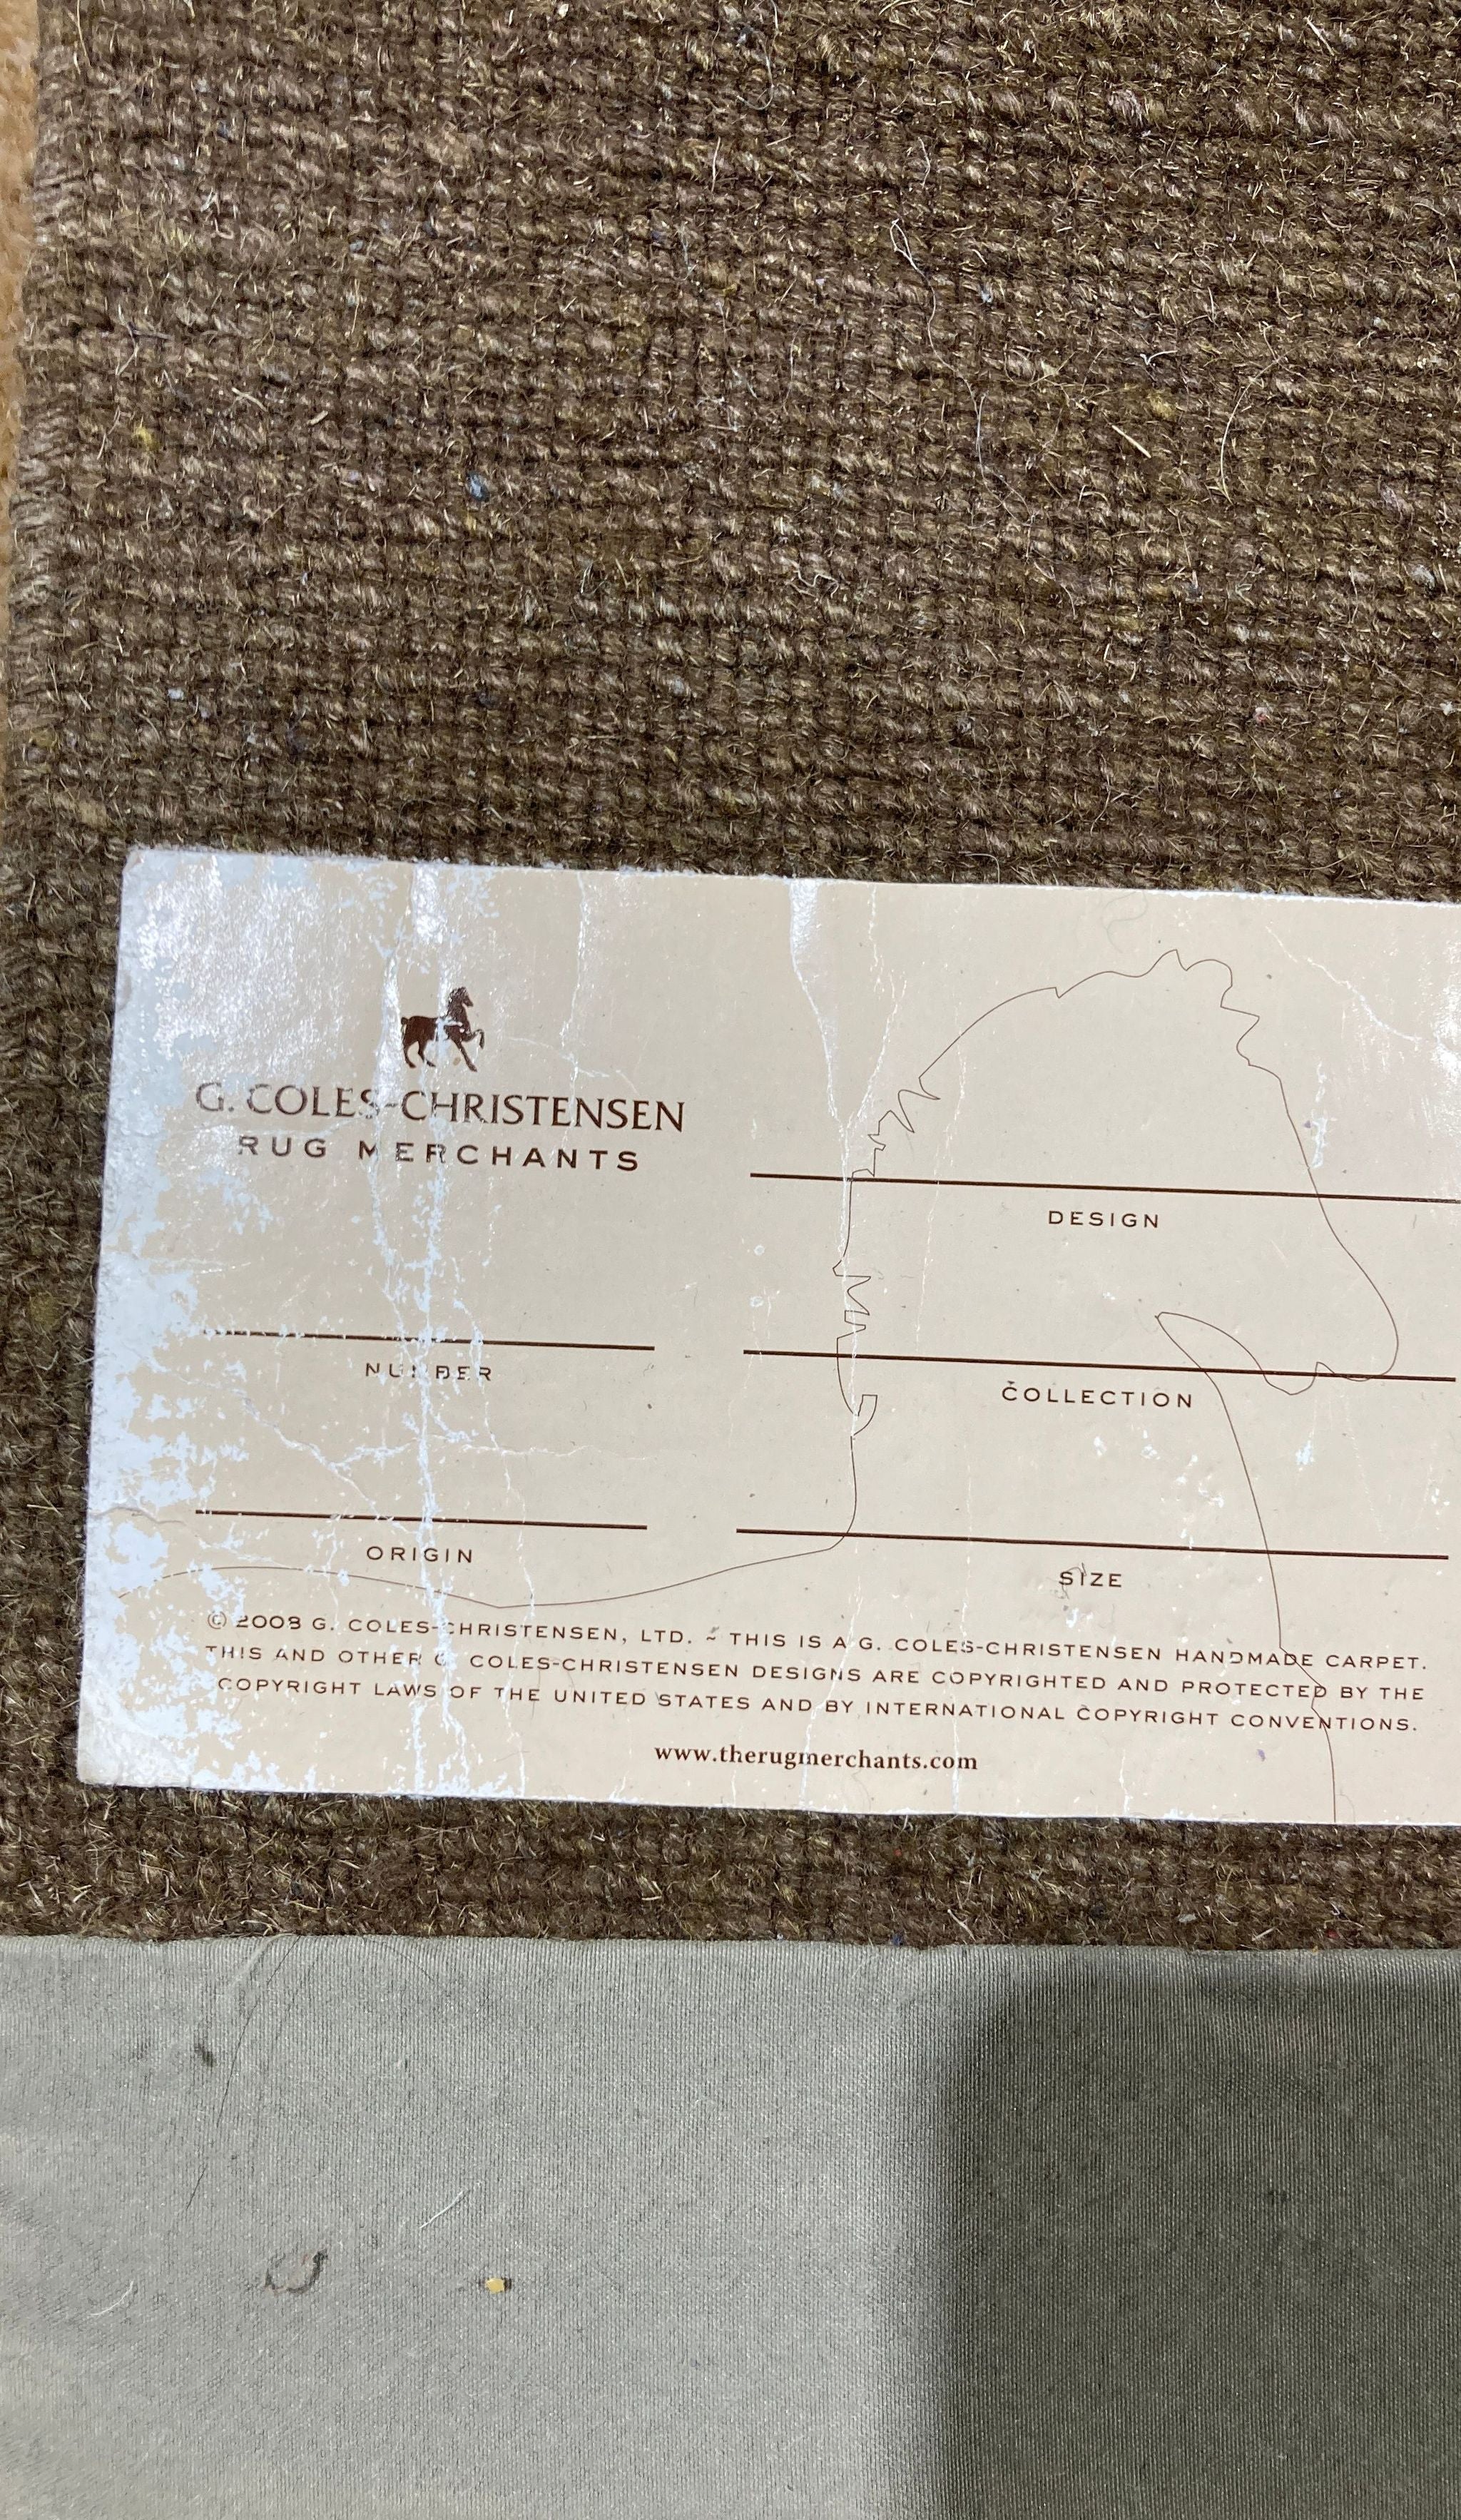 G. COLES-CHRISTENSEN
RUG MERCHANTS
DESIGN
NUMBER
COLLECTION
ORIGIN
SIZE
© 2008 G. COLES-CHRISTENSEN, LTD. ~ THIS IS A G. COLES-CHRISTENSEN HANDMADE CARPET.
THIS AND OTHER G. COLES-CHRISTENSEN DESIGNS ARE COPYRIGHTED AND PROTECTED BY THE
COPYRIGHT LAWS OF THE UNITED STATES AND BY INTERNATIONAL COPYRIGHT CONVENTIONS.
www.therugmerchants.com